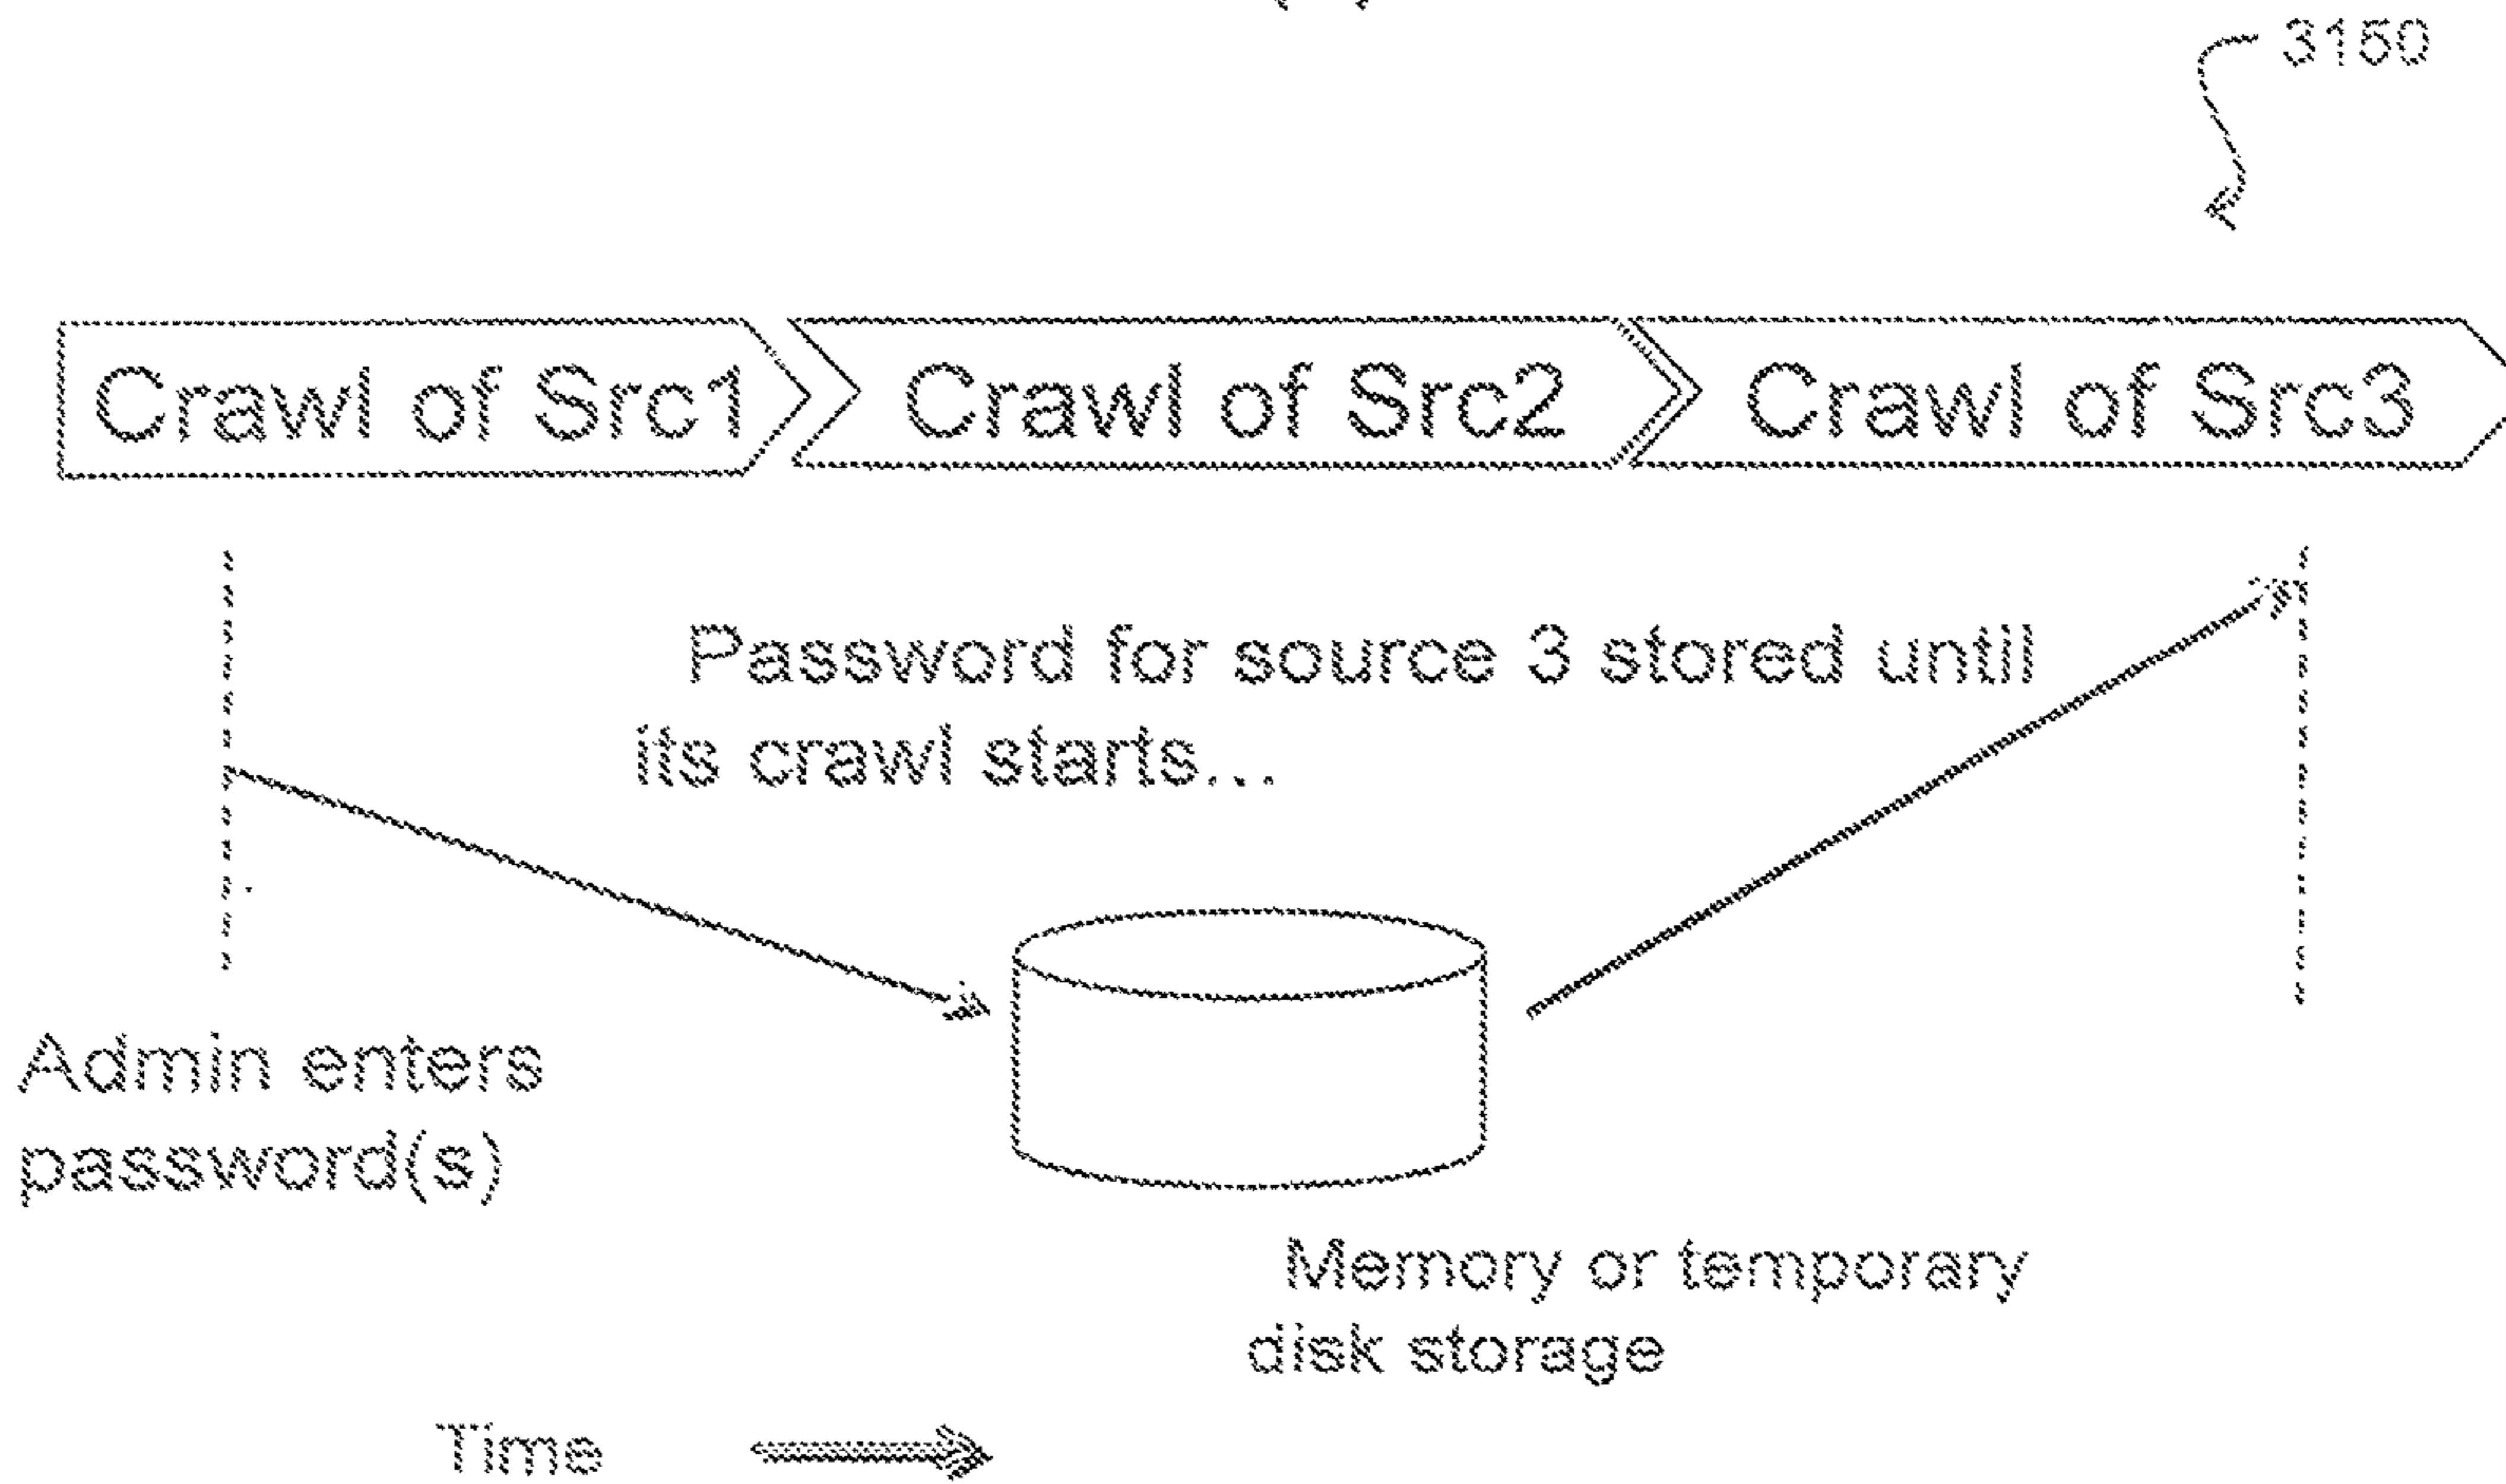 3150
Crawl of Src1
Crawl of Src2
Crawl of Src3
Password for source 3 stored until
its crawl starts...
Admin enters
password(s)
Memory or temporary
disk storage
Time